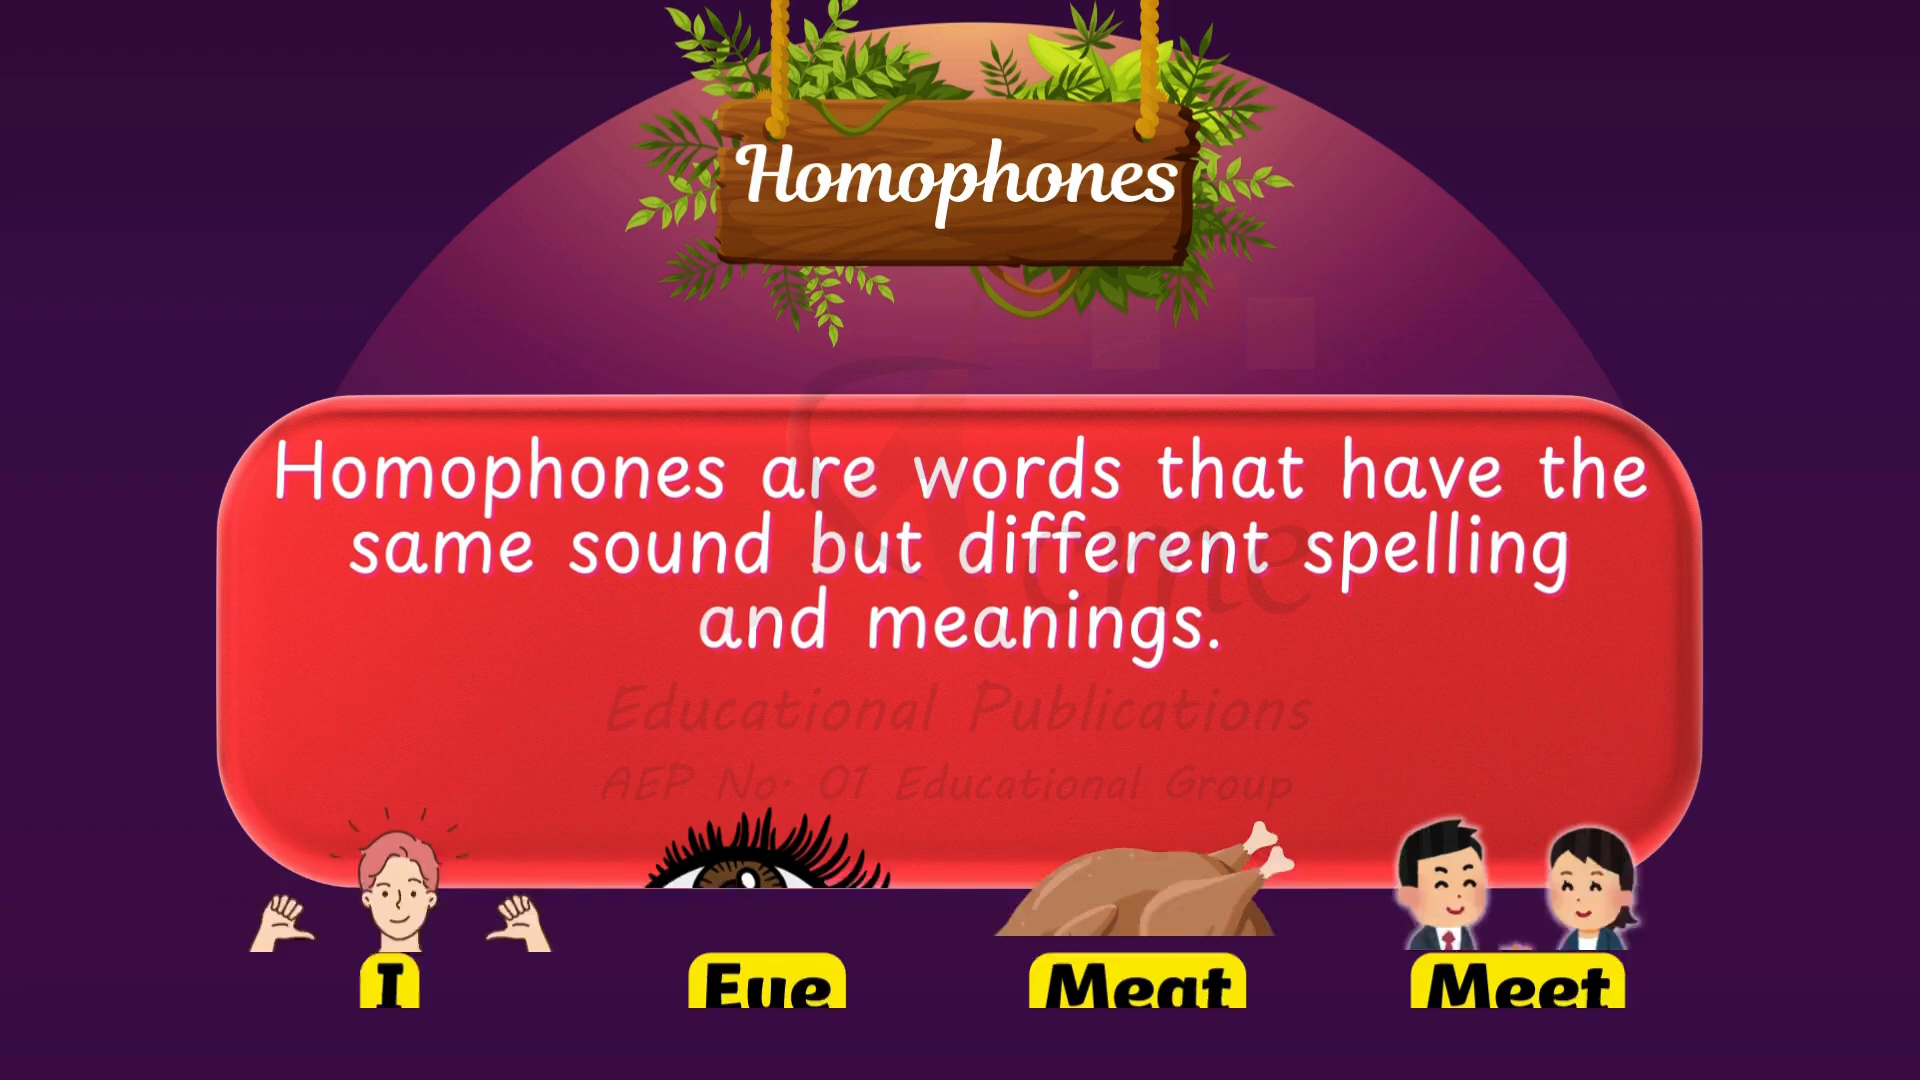 Homophones
Homophones are words that have the
same sound but different spelling
and meanings.
Acme
Educational Publications
AEP No. 01 Educational Group
I Eye Meat Meet